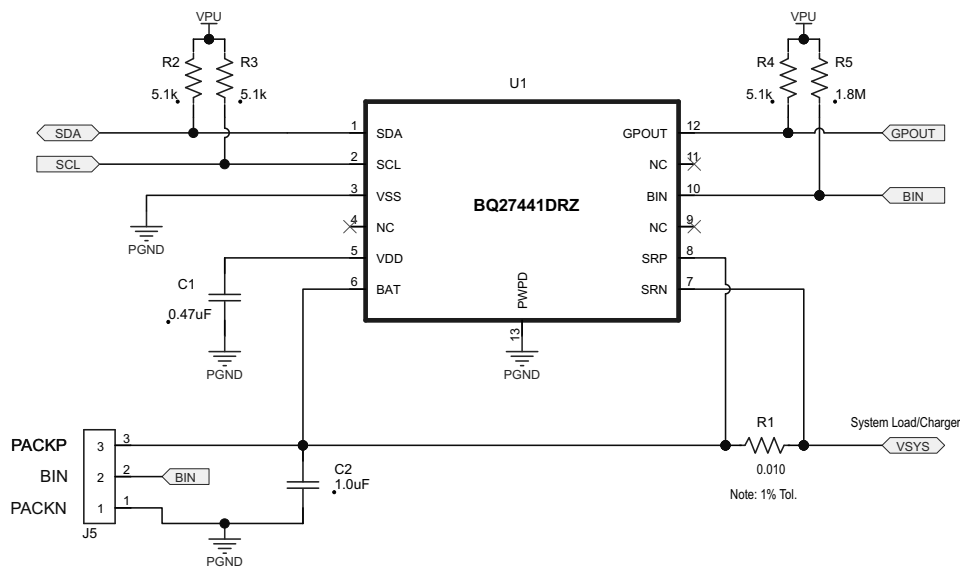 VPU
R2
R3
5.1k
5.1k
SDA
SCL
PGND
C1
0.47uF
PGND
U1
BQ27441DRZ
1
SDA
2
SCL
3
VSS
4
NC
5
VDD
6
BAT
GPOUT
12
NC
11
BIN
10
NC
9
SRP
8
SRN
7
PWPD
13
PGND
VPU
R4
R5
5.1k
1.8M
GPOUT
BIN
PACKP
3
3
BIN
2
2
BIN
PACKN
1
1
J5
C2
1.0uF
PGND
R1
0.010
Note: 1% Tol.
System Load/Charger
VSYS